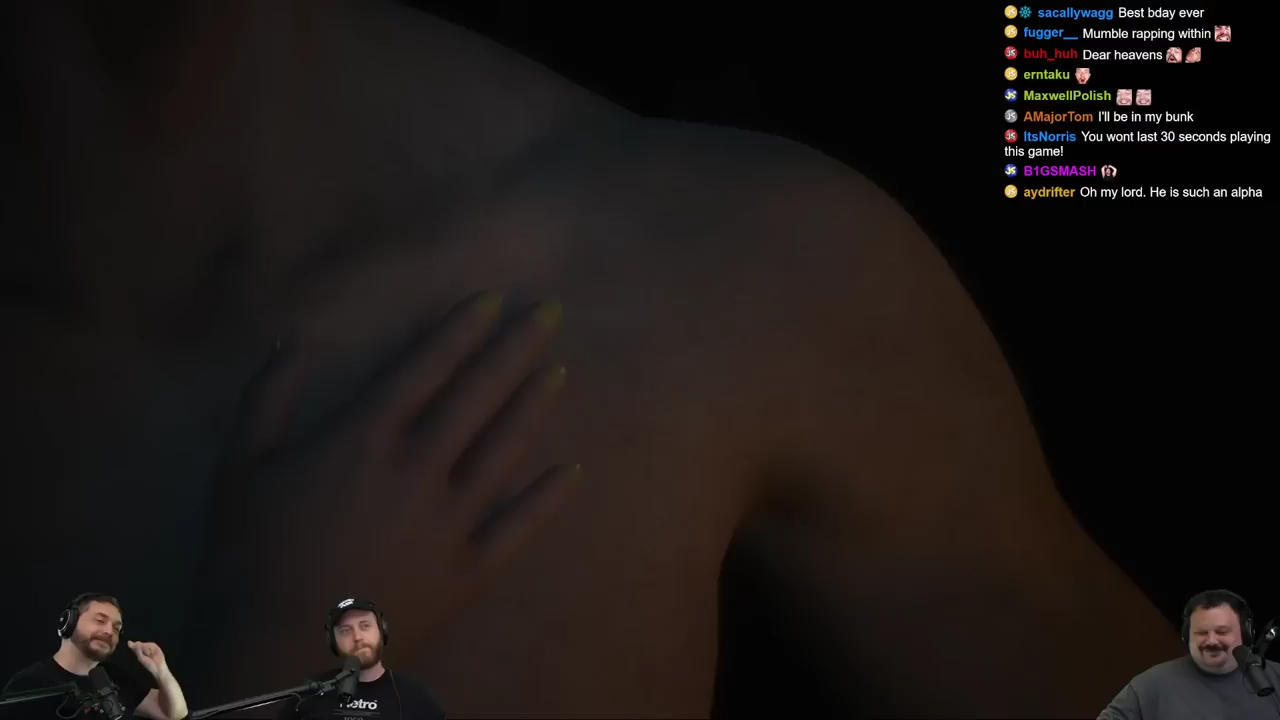 sacallywagg Best bday ever
fugger__ Mumble rapping within
buh_huh Dear heavens
erntaku
MaxwellPolish
AMajorTom I'll be in my bunk
ItsNorris You wont last 30 seconds playing
this game!
B1GSMASH
aydrifter Oh my lord. He is such an alpha
Metro